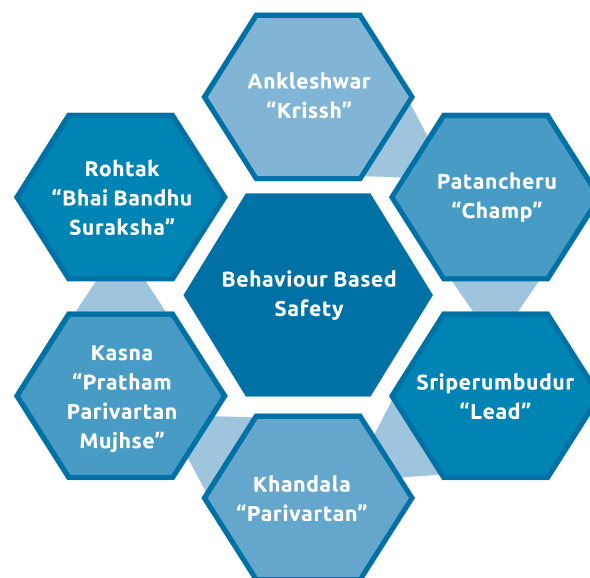 Ankleshwar
“Krissh”
Rohtak
“Bhai Bandhu
Suraksha”
Patancheru
“Champ”
Behaviour Based
Safety
Kasna
“Pratham
Parivartan
Mujhse”
Sriperumbudur
“Lead”
Khandala
“Parivartan”